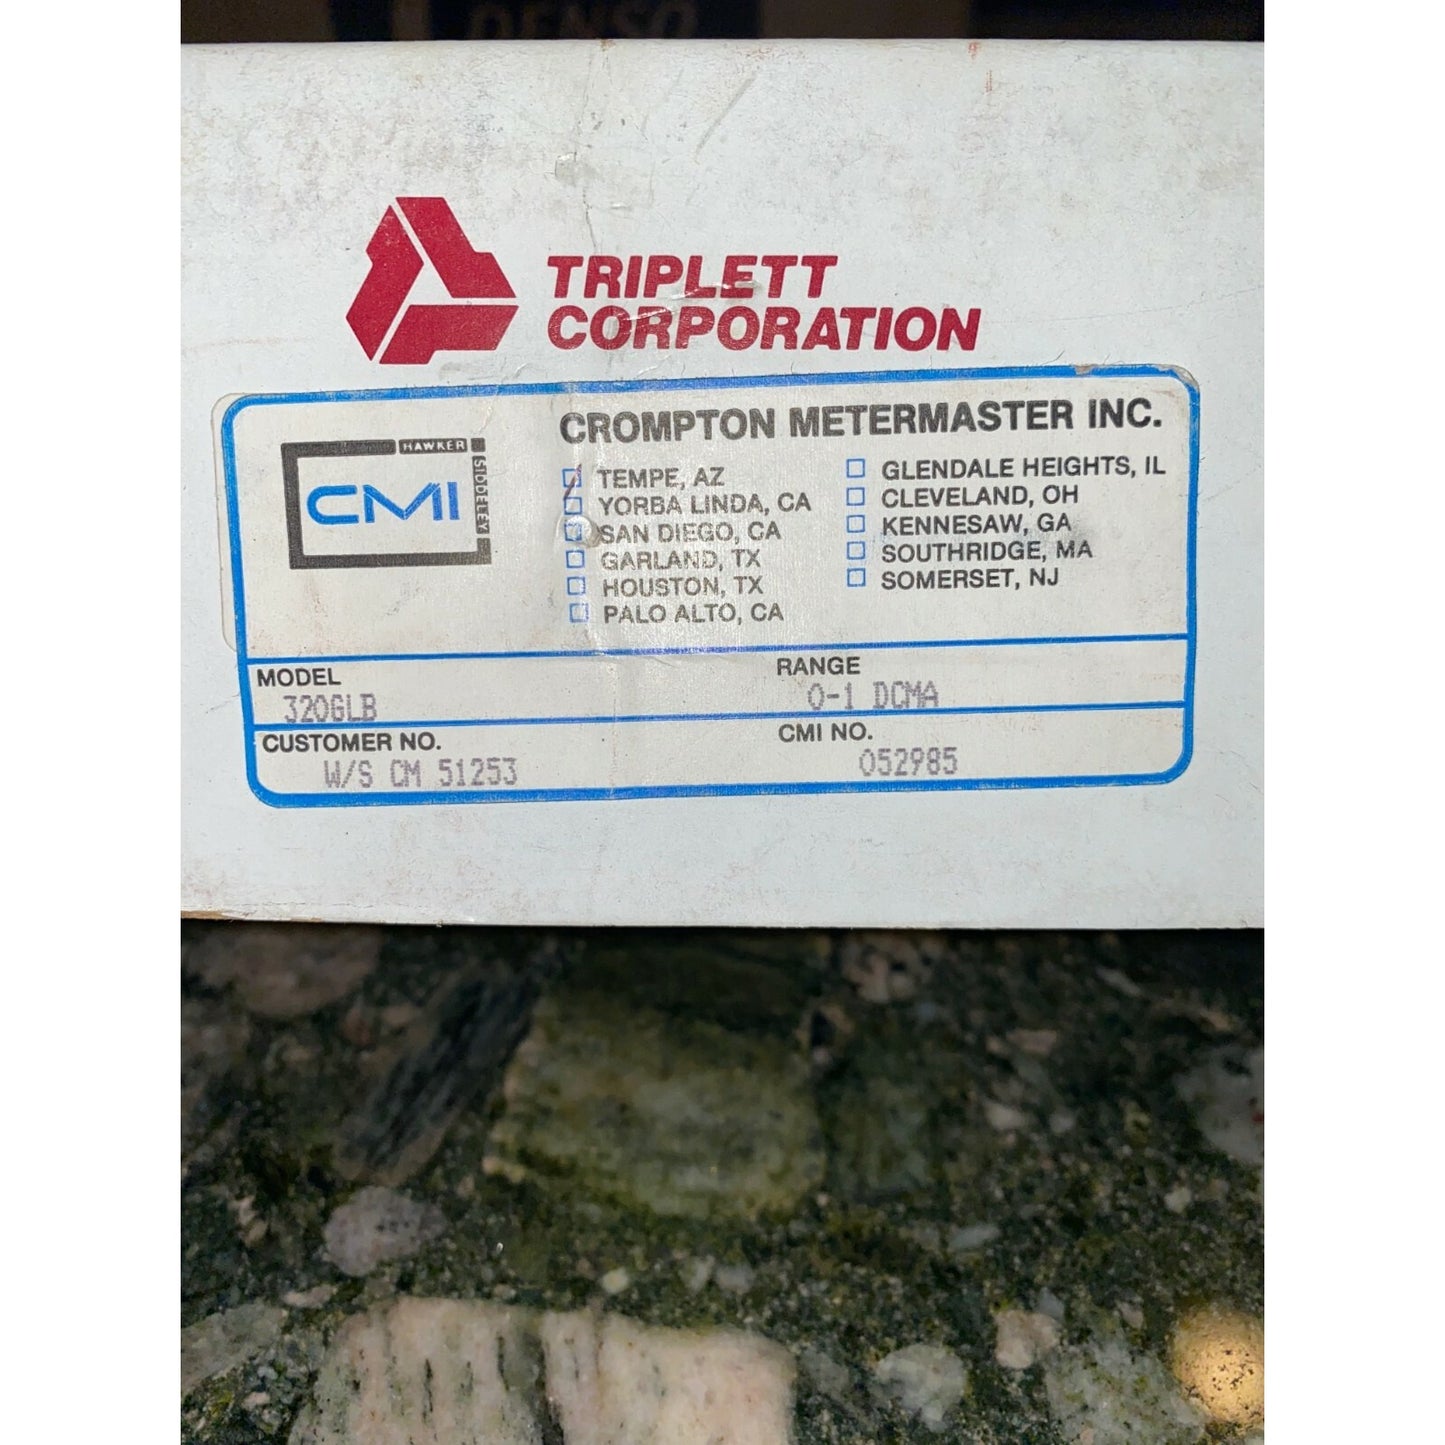 DENSO
TRIPLETT
CORPORATION
CROMPTON METERMASTER INC.
HAWKER
SIDDELEY
CMI
TEMPE, AZ
YORBA LINDA, CA
SAN DIEGO, CA
GARLAND, TX
HOUSTON, TX
PALO ALTO, CA
GLENDALE HEIGHTS, IL
CLEVELAND, OH
KENNESAW, GA
SOUTHRIDGE, MA
SOMERSET, NJ
MODEL
320GLB
RANGE
0-1 DCMA
CUSTOMER NO.
W/S CM 51253
CMI NO.
052985